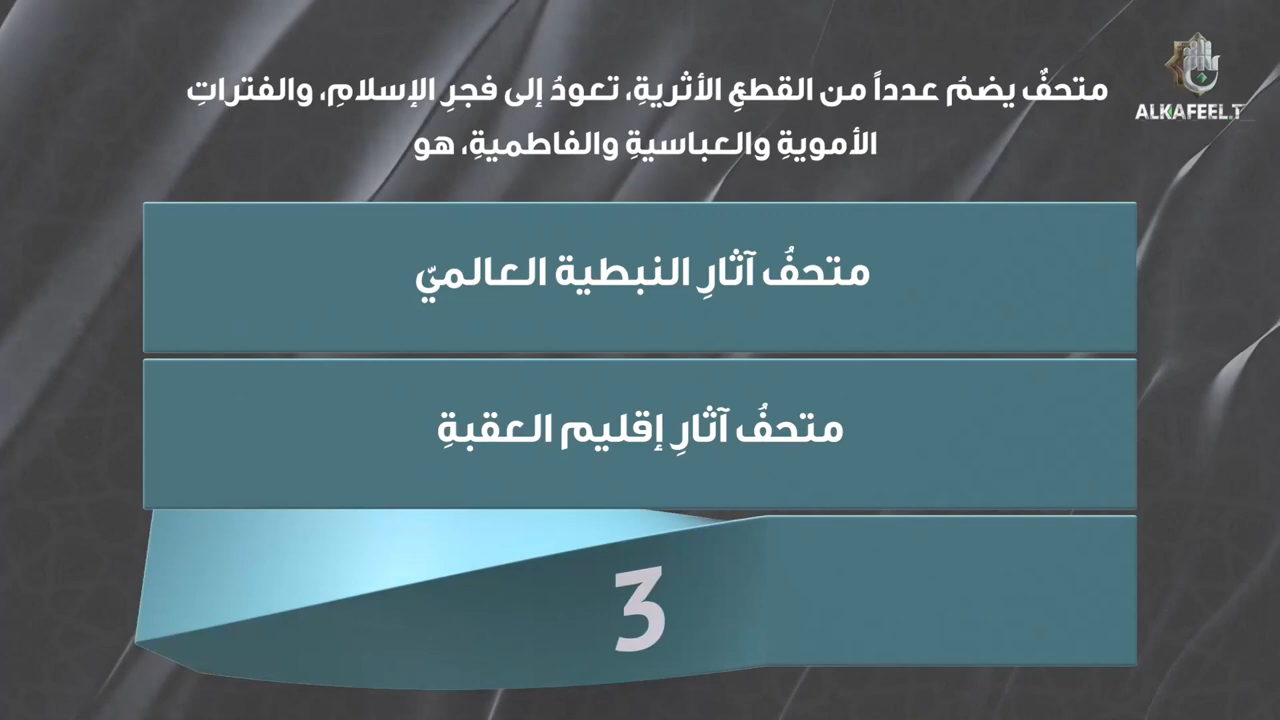 متحفٌ يضمُ عدداً من القطعِ الأثريةِ، تعودُ إلى فجرِ الإسلامِ، والفتراتِ
الأمويةِ والعباسيةِ والفاطميةِ، هو
ALKAFEEL.T
متحفُ آثارِ النبطية العالميّ
متحفُ آثارِ إقليم العقبةِ
3